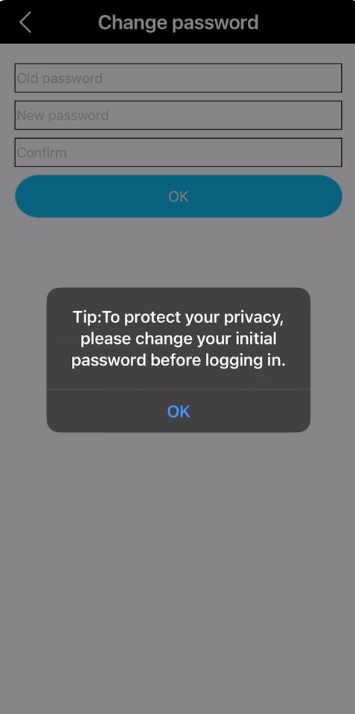 Change password
Old password
New password
Confirm
OK
Tip:To protect your privacy,
please change your initial
password before logging in.
OK